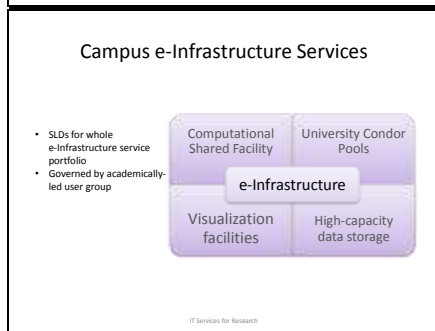 Campus e-Infrastructure Services
• SLDs for whole
e-Infrastructure service
portfolio
• Governed by academically-
led user group
Computational
Shared Facility
University Condor
Pools
e-Infrastructure
Visualization
facilities
High-capacity
data storage
IT Services for Research